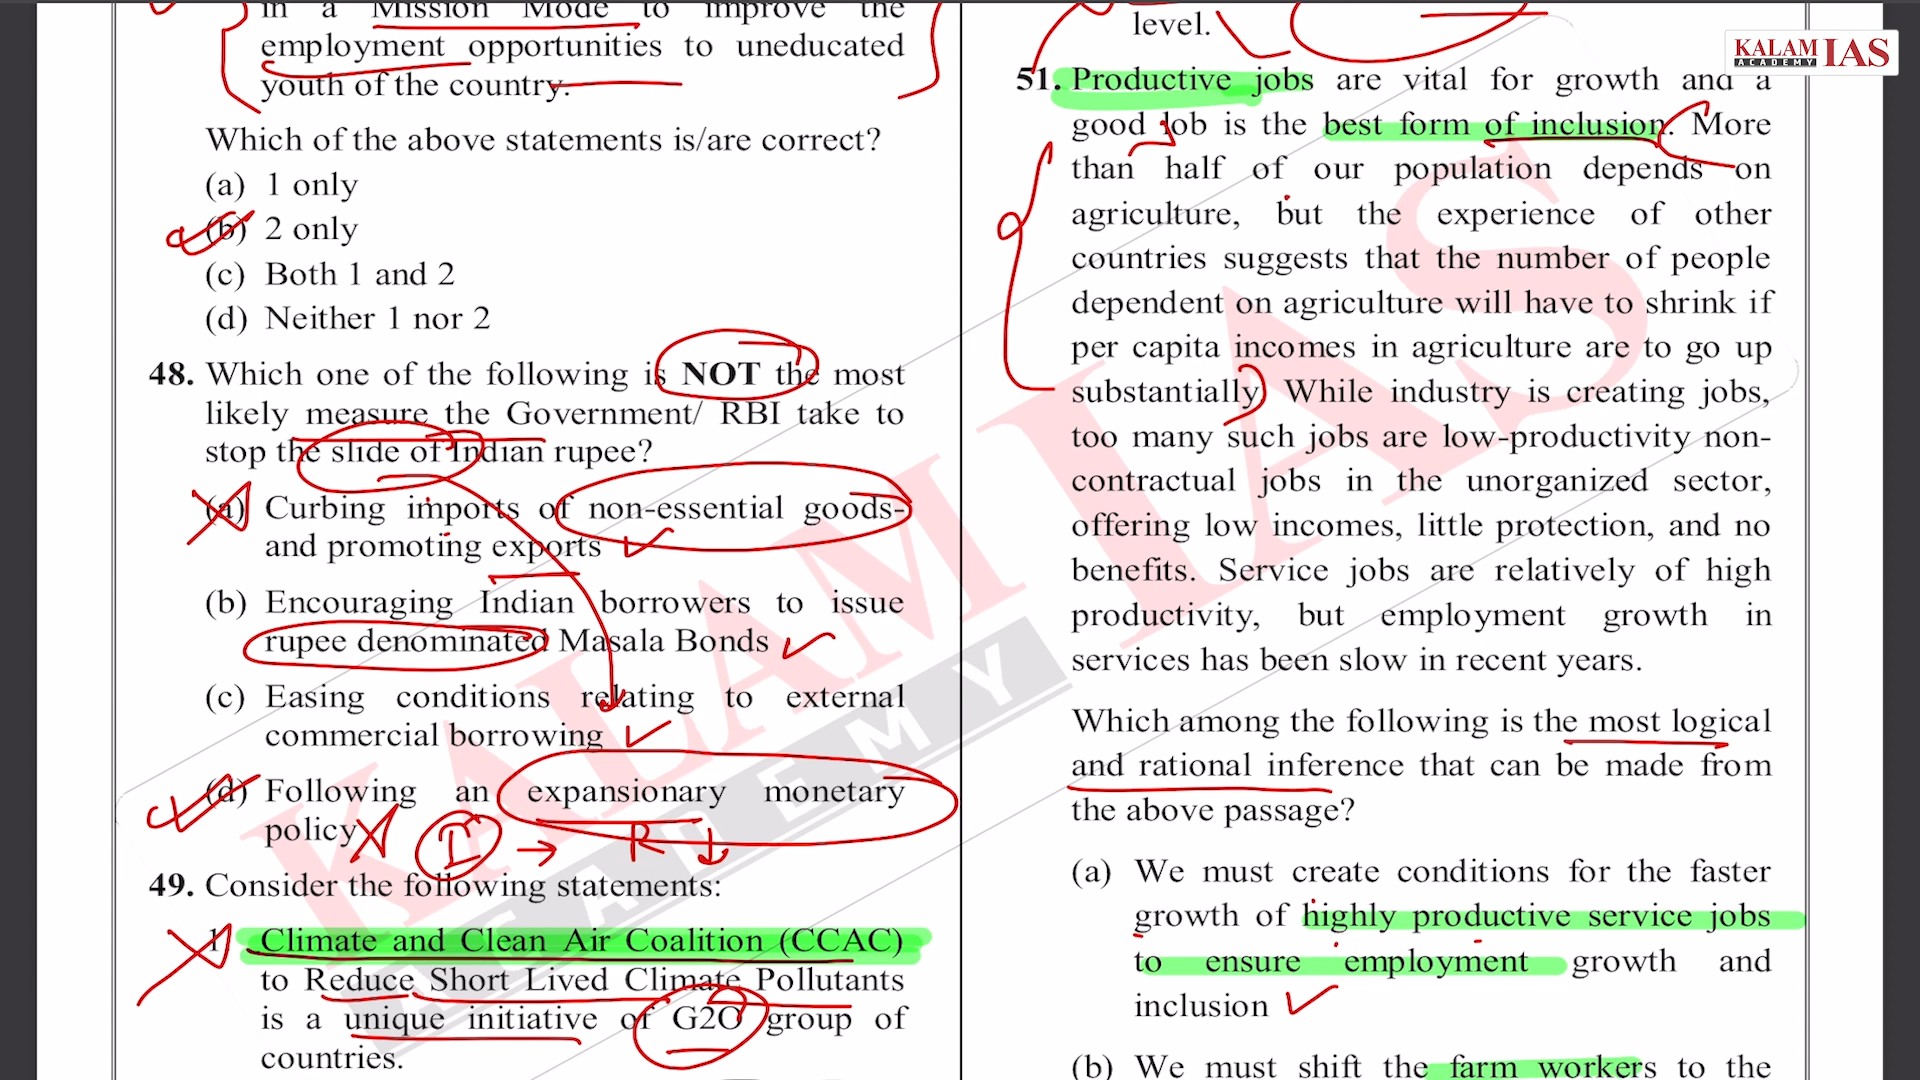 in a Mission Mode to improve the
employment opportunities to uneducated
youth of the country.
Which of the above statements is/are correct?
(a) 1 only
(b) 2 only
(c) Both 1 and 2
(d) Neither 1 nor 2
48. Which one of the following is NOT the most
likely measure the Government/ RBI take to
stop the slide of Indian rupee?
(a) Curbing imports of non-essential goods-
and promoting exports
(b) Encouraging Indian borrowers to issue
rupee denominated Masala Bonds
(c) Easing conditions relating to external
commercial borrowing
(d) Following an expansionary monetary
policy
I → R ↓
49. Consider the following statements:
1. Climate and Clean Air Coalition (CCAC)
to Reduce Short Lived Climate Pollutants
is a unique initiative of G20 group of
countries.
level.
51. Productive jobs are vital for growth and a
good job is the best form of inclusion. More
than half of our population depends on
agriculture, but the experience of other
countries suggests that the number of people
dependent on agriculture will have to shrink if
per capita incomes in agriculture are to go up
substantially. While industry is creating jobs,
too many such jobs are low-productivity non-
contractual jobs in the unorganized sector,
offering low incomes, little protection, and no
benefits. Service jobs are relatively of high
productivity, but employment growth in
services has been slow in recent years.
Which among the following is the most logical
and rational inference that can be made from
the above passage?
(a) We must create conditions for the faster
growth of highly productive service jobs
to ensure employment growth and
inclusion
(b) We must shift the farm workers to the
KALAM IAS
ACADEMY
KALAM IAS
ACADEMY